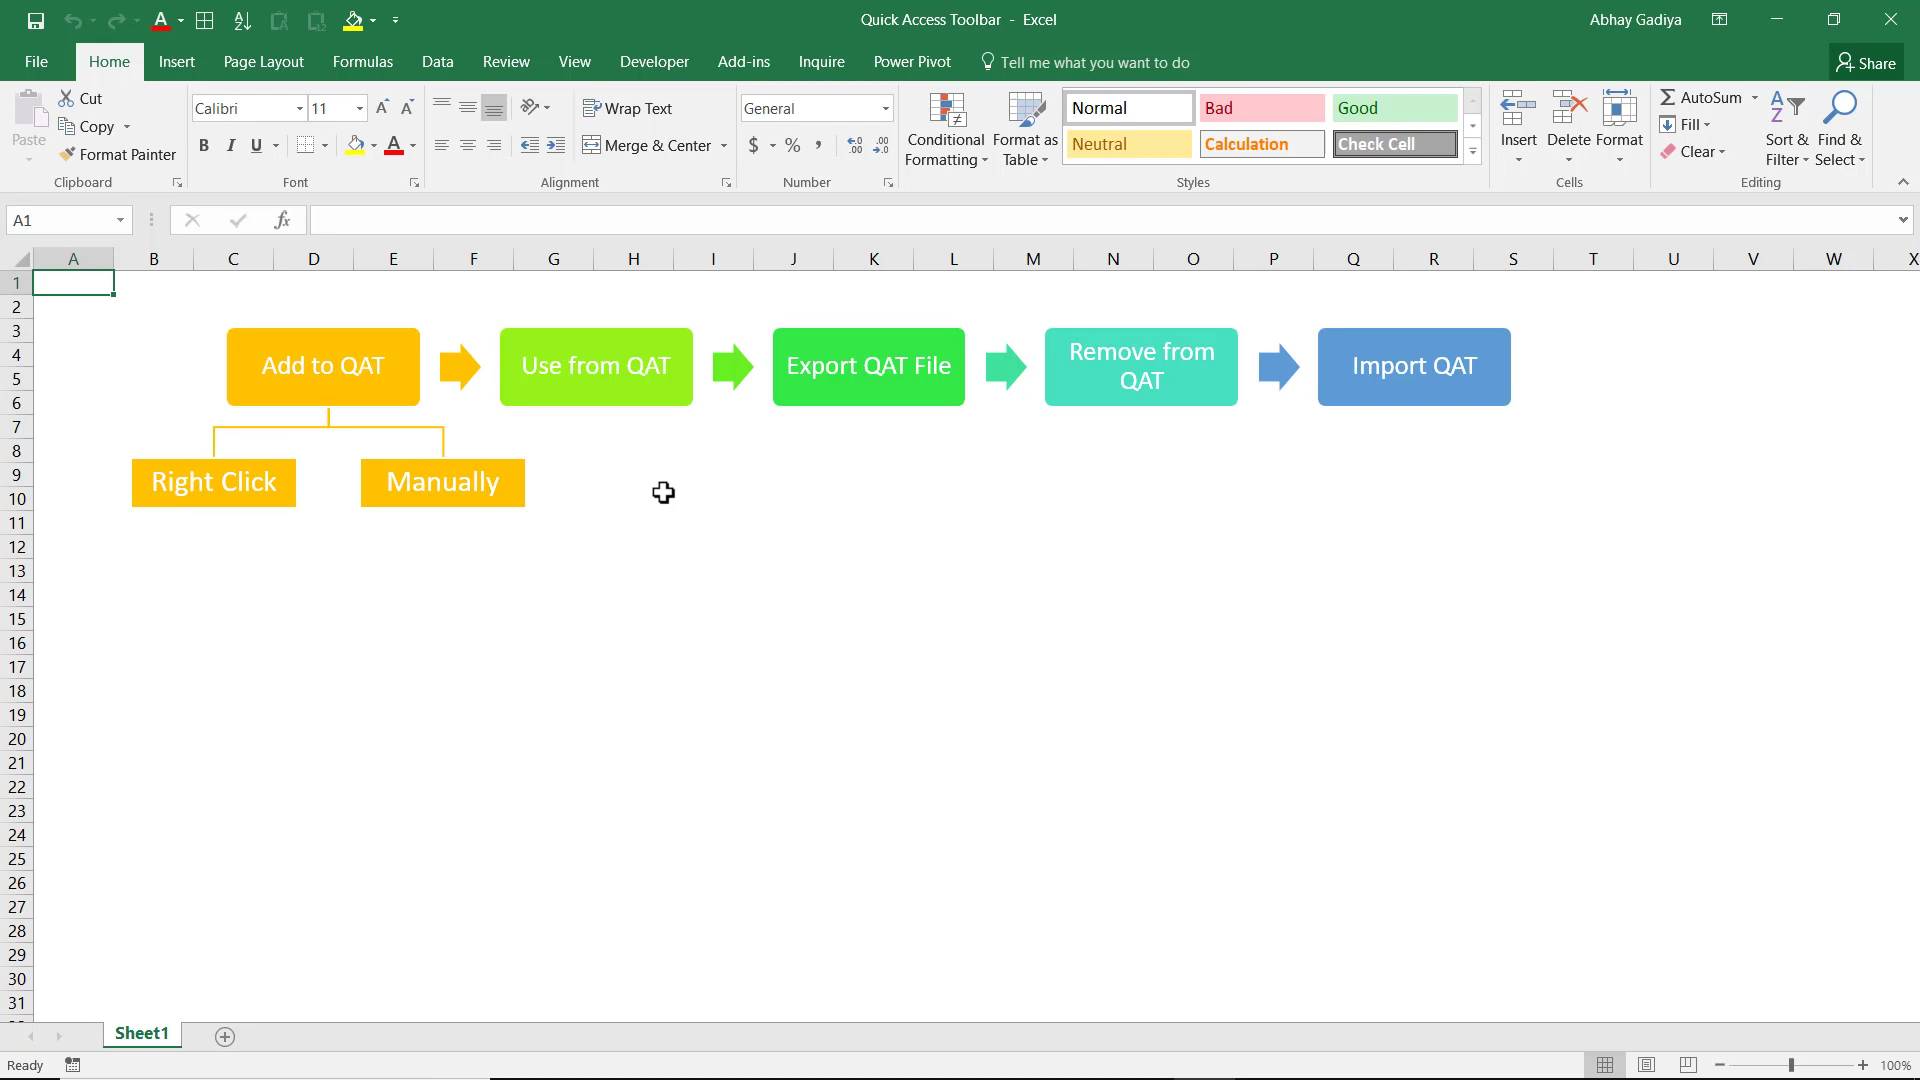 Quick Access Toolbar - Excel
Abhay Gadiya
File Home Insert Page Layout Formulas Data Review View Developer Add-ins Inquire Power Pivot Tell me what you want to do Share
Paste
Cut
Copy
Format Painter
Clipboard
Calibri 11
B I U
Font
Wrap Text
Merge & Center
Alignment
General
$ % ,
Number
Conditional
Formatting
Format as
Table
Normal Bad Good
Neutral Calculation Check Cell
Styles
Insert Delete Format
Cells
AutoSum
Fill
Clear
Sort &
Filter
Find &
Select
Editing
A1
fx
A B C D E F G H I J K L M N O P Q R S T U V W X
1
2
3
4
5
6
7
8
9
10
11
12
13
14
15
16
17
18
19
20
21
22
23
24
25
26
27
28
29
30
31
Add to QAT
Use from QAT
Export QAT File
Remove from
QAT
Import QAT
Right Click
Manually
Sheet1
Ready
100%